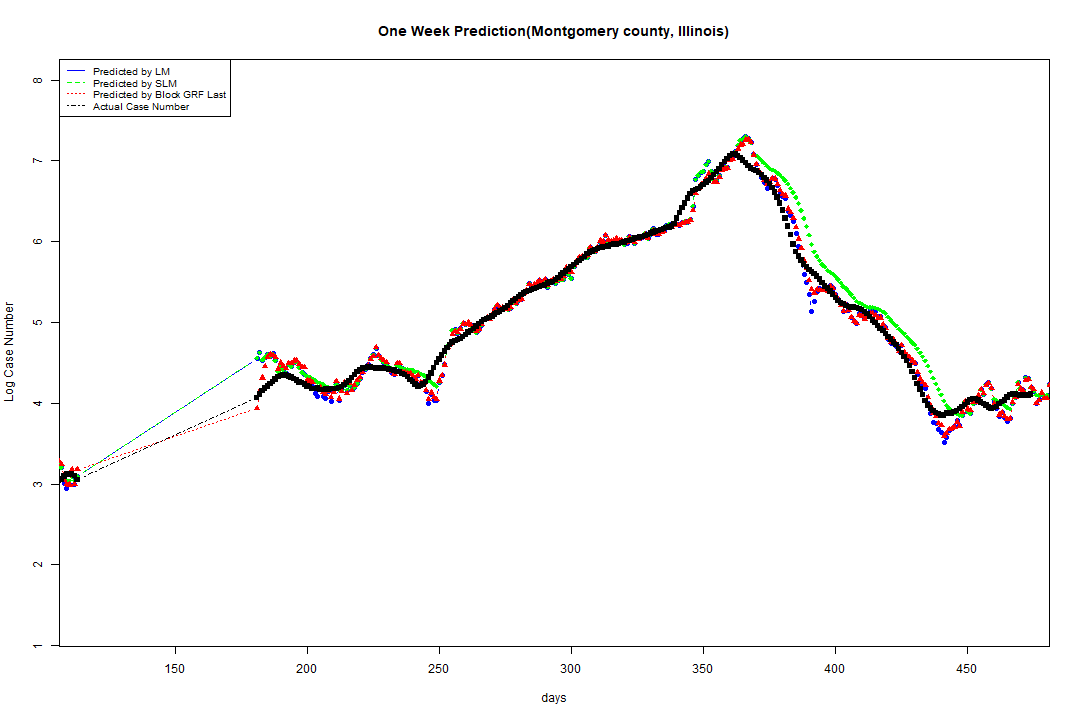 One Week Prediction(Montgomery county, Illinois)
Predicted by LM
Predicted by SLM
Predicted by Block GRF Last
Actual Case Number
8
7
6
5
4
3
2
1
Log Case Number
150 200 250 300 350 400 450
days